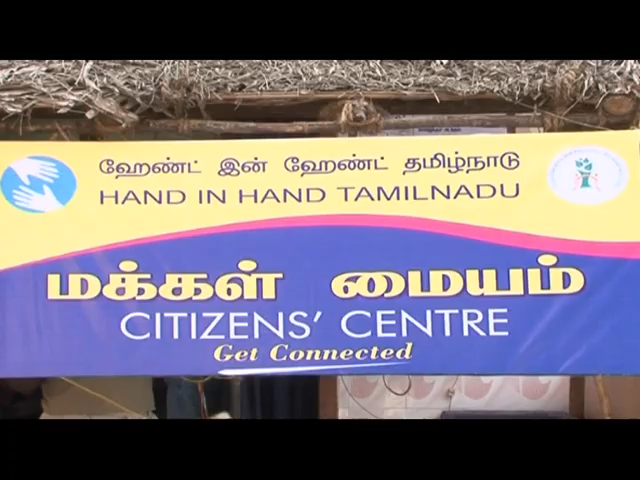 ஹேண்ட் இன் ஹேண்ட் தமிழ்நாடு
HAND IN HAND TAMILNADU
மக்கள் மையம்
CITIZENS' CENTRE
Get Connected